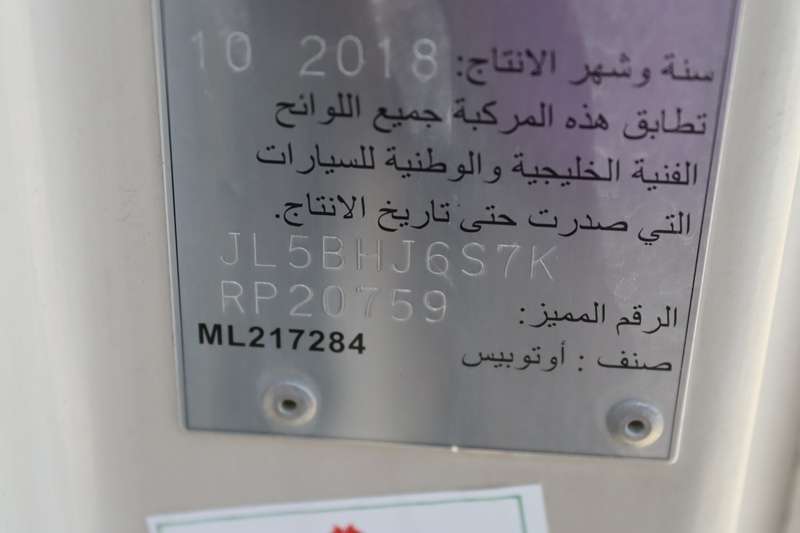 سنة وشهر الانتاج: 10 2018
تطابق هذه المركبة جميع اللوائح
الفنية الخليجية والوطنية للسيارات
التي صدرت حتى تاريخ الانتاج.
JL5BHJ6S7K
RP20759
الرقم المميز:
ML217284
صنف : أوتوبيس